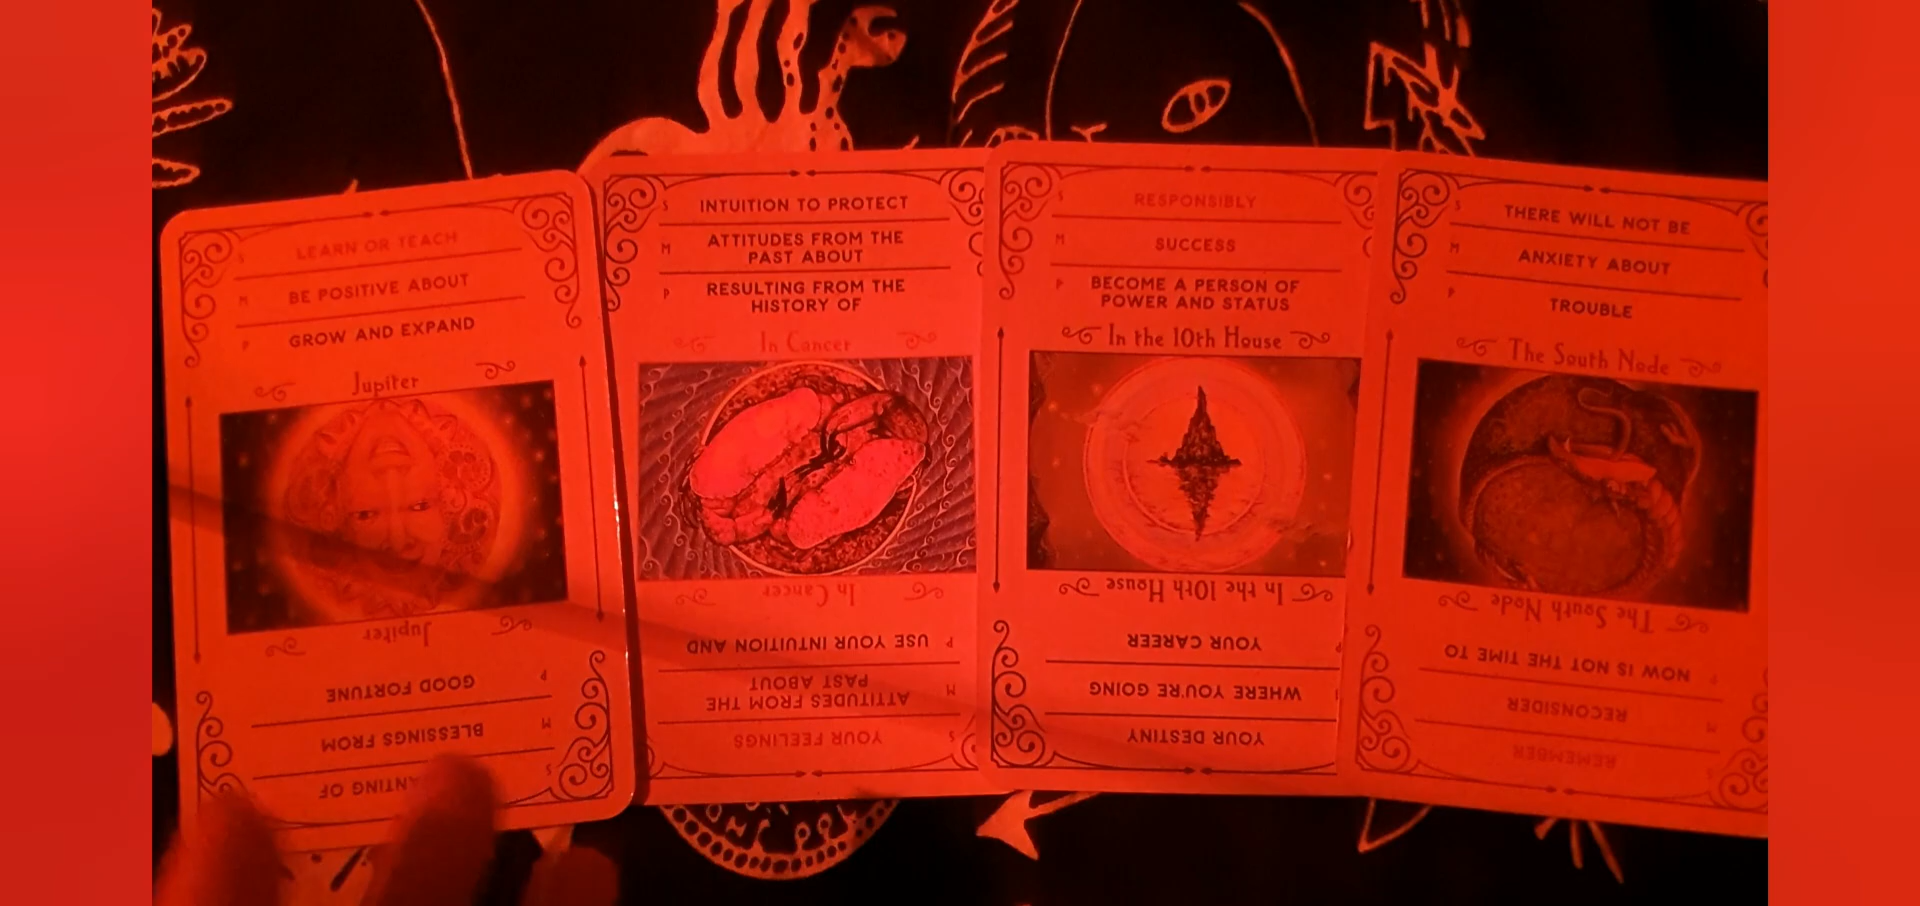 S LEARN OR TEACH
M BE POSITIVE ABOUT
P GROW AND EXPAND
Jupiter
Jupiter
P GOOD FORTUNE
M BLESSINGS FROM
S OF
S INTUITION TO PROTECT
M ATTITUDES FROM THE
PAST ABOUT
P RESULTING FROM THE
HISTORY OF
In Cancer
In Cancer
P USE YOUR INTUITION AND
M ATTITUDES FROM THE
PAST ABOUT
S YOUR FEELINGS
S RESPONSIBLY
M SUCCESS
P BECOME A PERSON OF
POWER AND STATUS
In the 10th House
In the 10th House
P YOUR CAREER
WHERE YOU'RE GOING
YOUR DESTINY
S THERE WILL NOT BE
M ANXIETY ABOUT
P TROUBLE
The South Node
The South Node
P NOW IS NOT THE TIME TO
M RECONSIDER
S REMEMBER